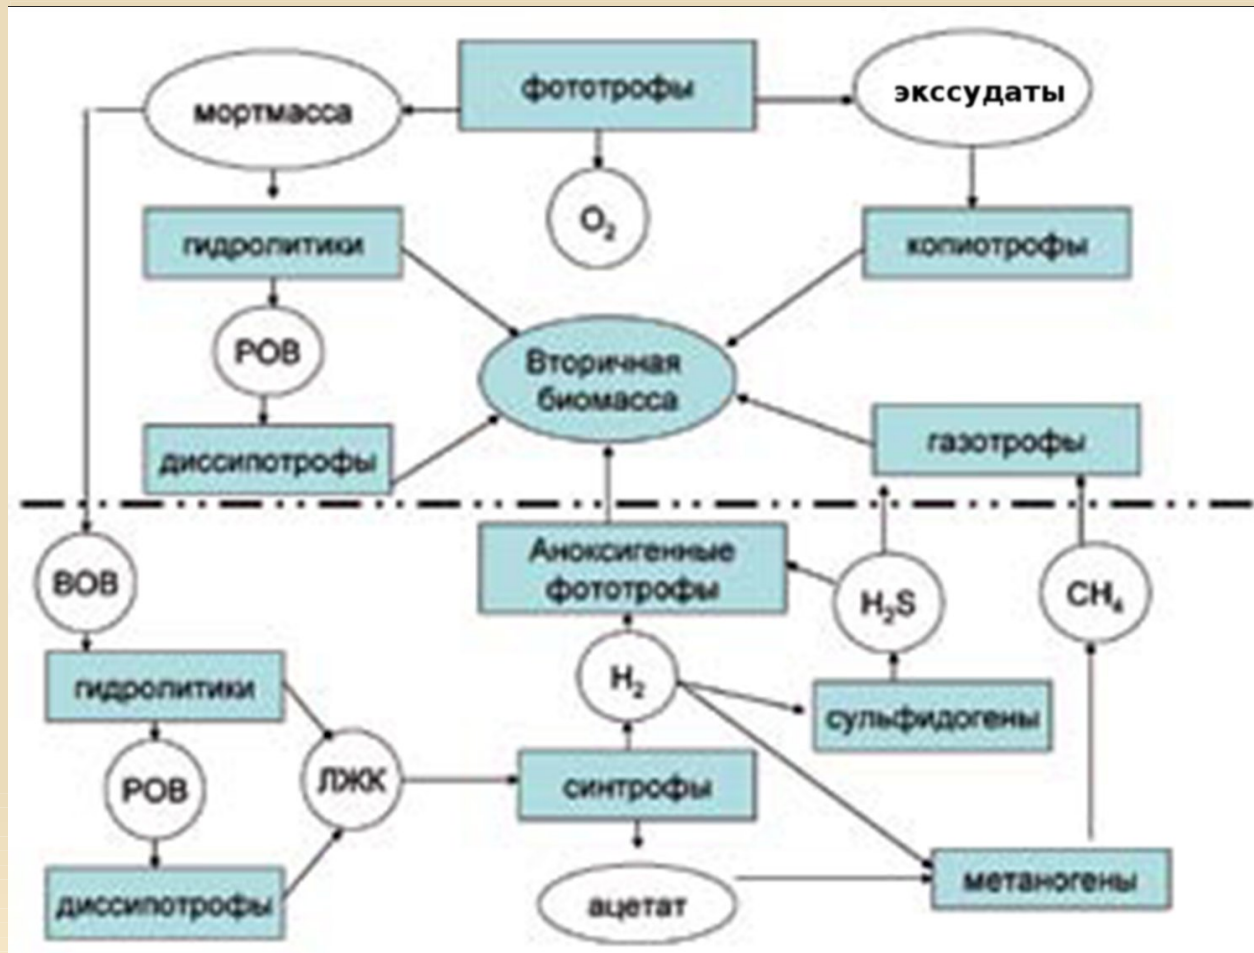 мортмасса
фототрофы
экссудаты
O₂
гидролитики
копиотрофы
РОВ
Вторичная
биомасса
диссипотрофы
газотрофы
ВОВ
Аноксигенные
фототрофы
H₂S
CH₄
гидролитики
H₂
сульфидогены
РОВ
ЛЖК
синтрофы
диссипотрофы
ацетат
метаногены